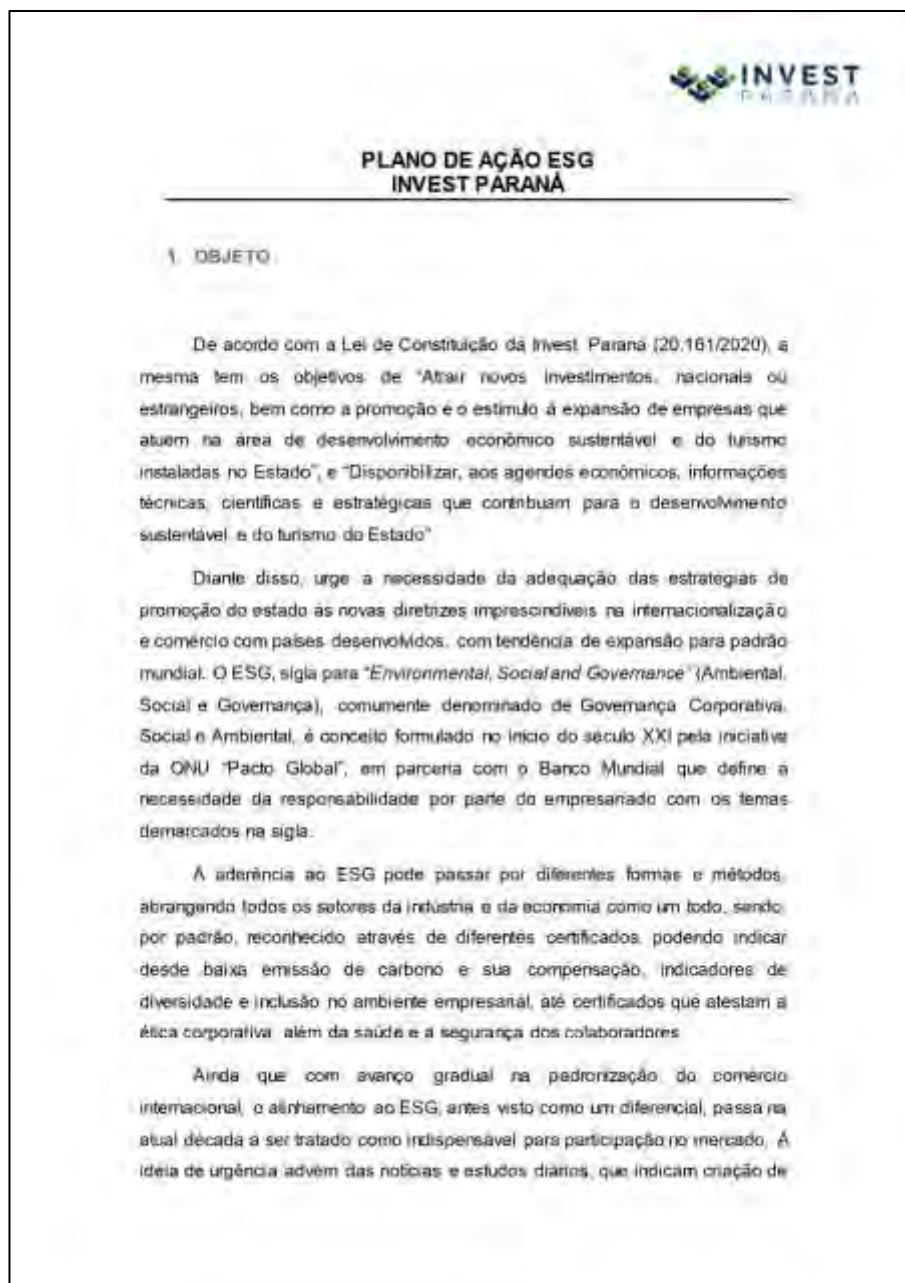 INVEST
PARANÁ
PLANO DE AÇÃO ESG
INVEST PARANÁ
1. OBJETO
De acordo com a Lei de Constituição da Invest Paraná (20.161/2020), a
mesma tem os objetivos de "Atrair novos investimentos, nacionais ou
estrangeiros, bem como a promoção e o estímulo à expansão de empresas que
atuem na área de desenvolvimento econômico sustentável e do turismo
instaladas no Estado", e "Disponibilizar, aos agendes econômicos, informações
técnicas, científicas e estratégicas que contribuam para o desenvolvimento
sustentável e do turismo do Estado"
Diante disso, urge a necessidade da adequação das estratégias de
promoção do estado às novas diretrizes imprescindíveis na internacionalização
e comércio com países desenvolvidos, com tendência de expansão para padrão
mundial. O ESG, sigla para "Environmental, Social and Governance" (Ambiental,
Social e Governança), comumente denominado de Governança Corporativa,
Social e Ambiental, é conceito formulado no início do século XXI pela iniciativa
da ONU "Pacto Global", em parceria com o Banco Mundial que define a
necessidade da responsabilidade por parte do empresariado com os temas
demarcados na sigla.
A aderência ao ESG pode passar por diferentes formas e métodos,
abrangendo todos os setores da indústria e da economia como um todo, sendo,
por padrão, reconhecido através de diferentes certificados, podendo indicar
desde baixa emissão de carbono e sua compensação, indicadores de
diversidade e inclusão no ambiente empresarial, até certificados que atestam a
ética corporativa, além da saúde e a segurança dos colaboradores
Ainda que com avanço gradual na padronização do comércio
internacional, o alinhamento ao ESG, antes visto como um diferencial, passa na
atual década a ser tratado como indispensável para participação no mercado. A
ideia de urgência advém das notícias e estudos diários, que indicam criação de